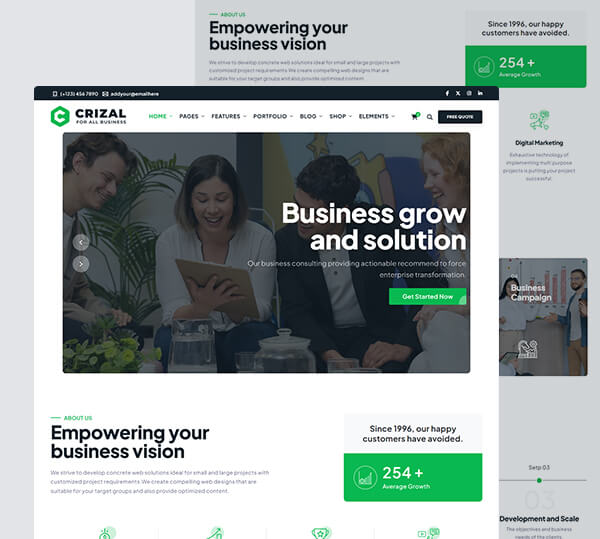 ABOUT US
Empowering your
business vision
We strive to develop concrete web solutions ideal for small and large projects with
customized project requirements We create compelling web designs that are
suitable for your target groups and also provide optimized content.
Since 1996, our happy
customers have avoided.
254 +
Average Growth
(+123) 456 7890
addyour@emailhere
CRIZAL
FOR ALL BUSINESS
HOME
PAGES
FEATURES
PORTFOLIO
BLOG
SHOP
ELEMENTS
FREE QUOTE
Business grow
and solution
Our business consulting providing actionable recommend to force
enterprise transformation.
Get Started Now
Digital Marketing
Exhaustive technology of
implementing multi purpose
projects is putting your project
successful.
Business
Campaign
ABOUT US
Empowering your
business vision
We strive to develop concrete web solutions ideal for small and large projects with
customized project requirements We create compelling web designs that are
suitable for your target groups and also provide optimized content.
Since 1996, our happy
customers have avoided.
254 +
Average Growth
Setp 03
03
Development and Scale
The objectives and business
needs of the clients.